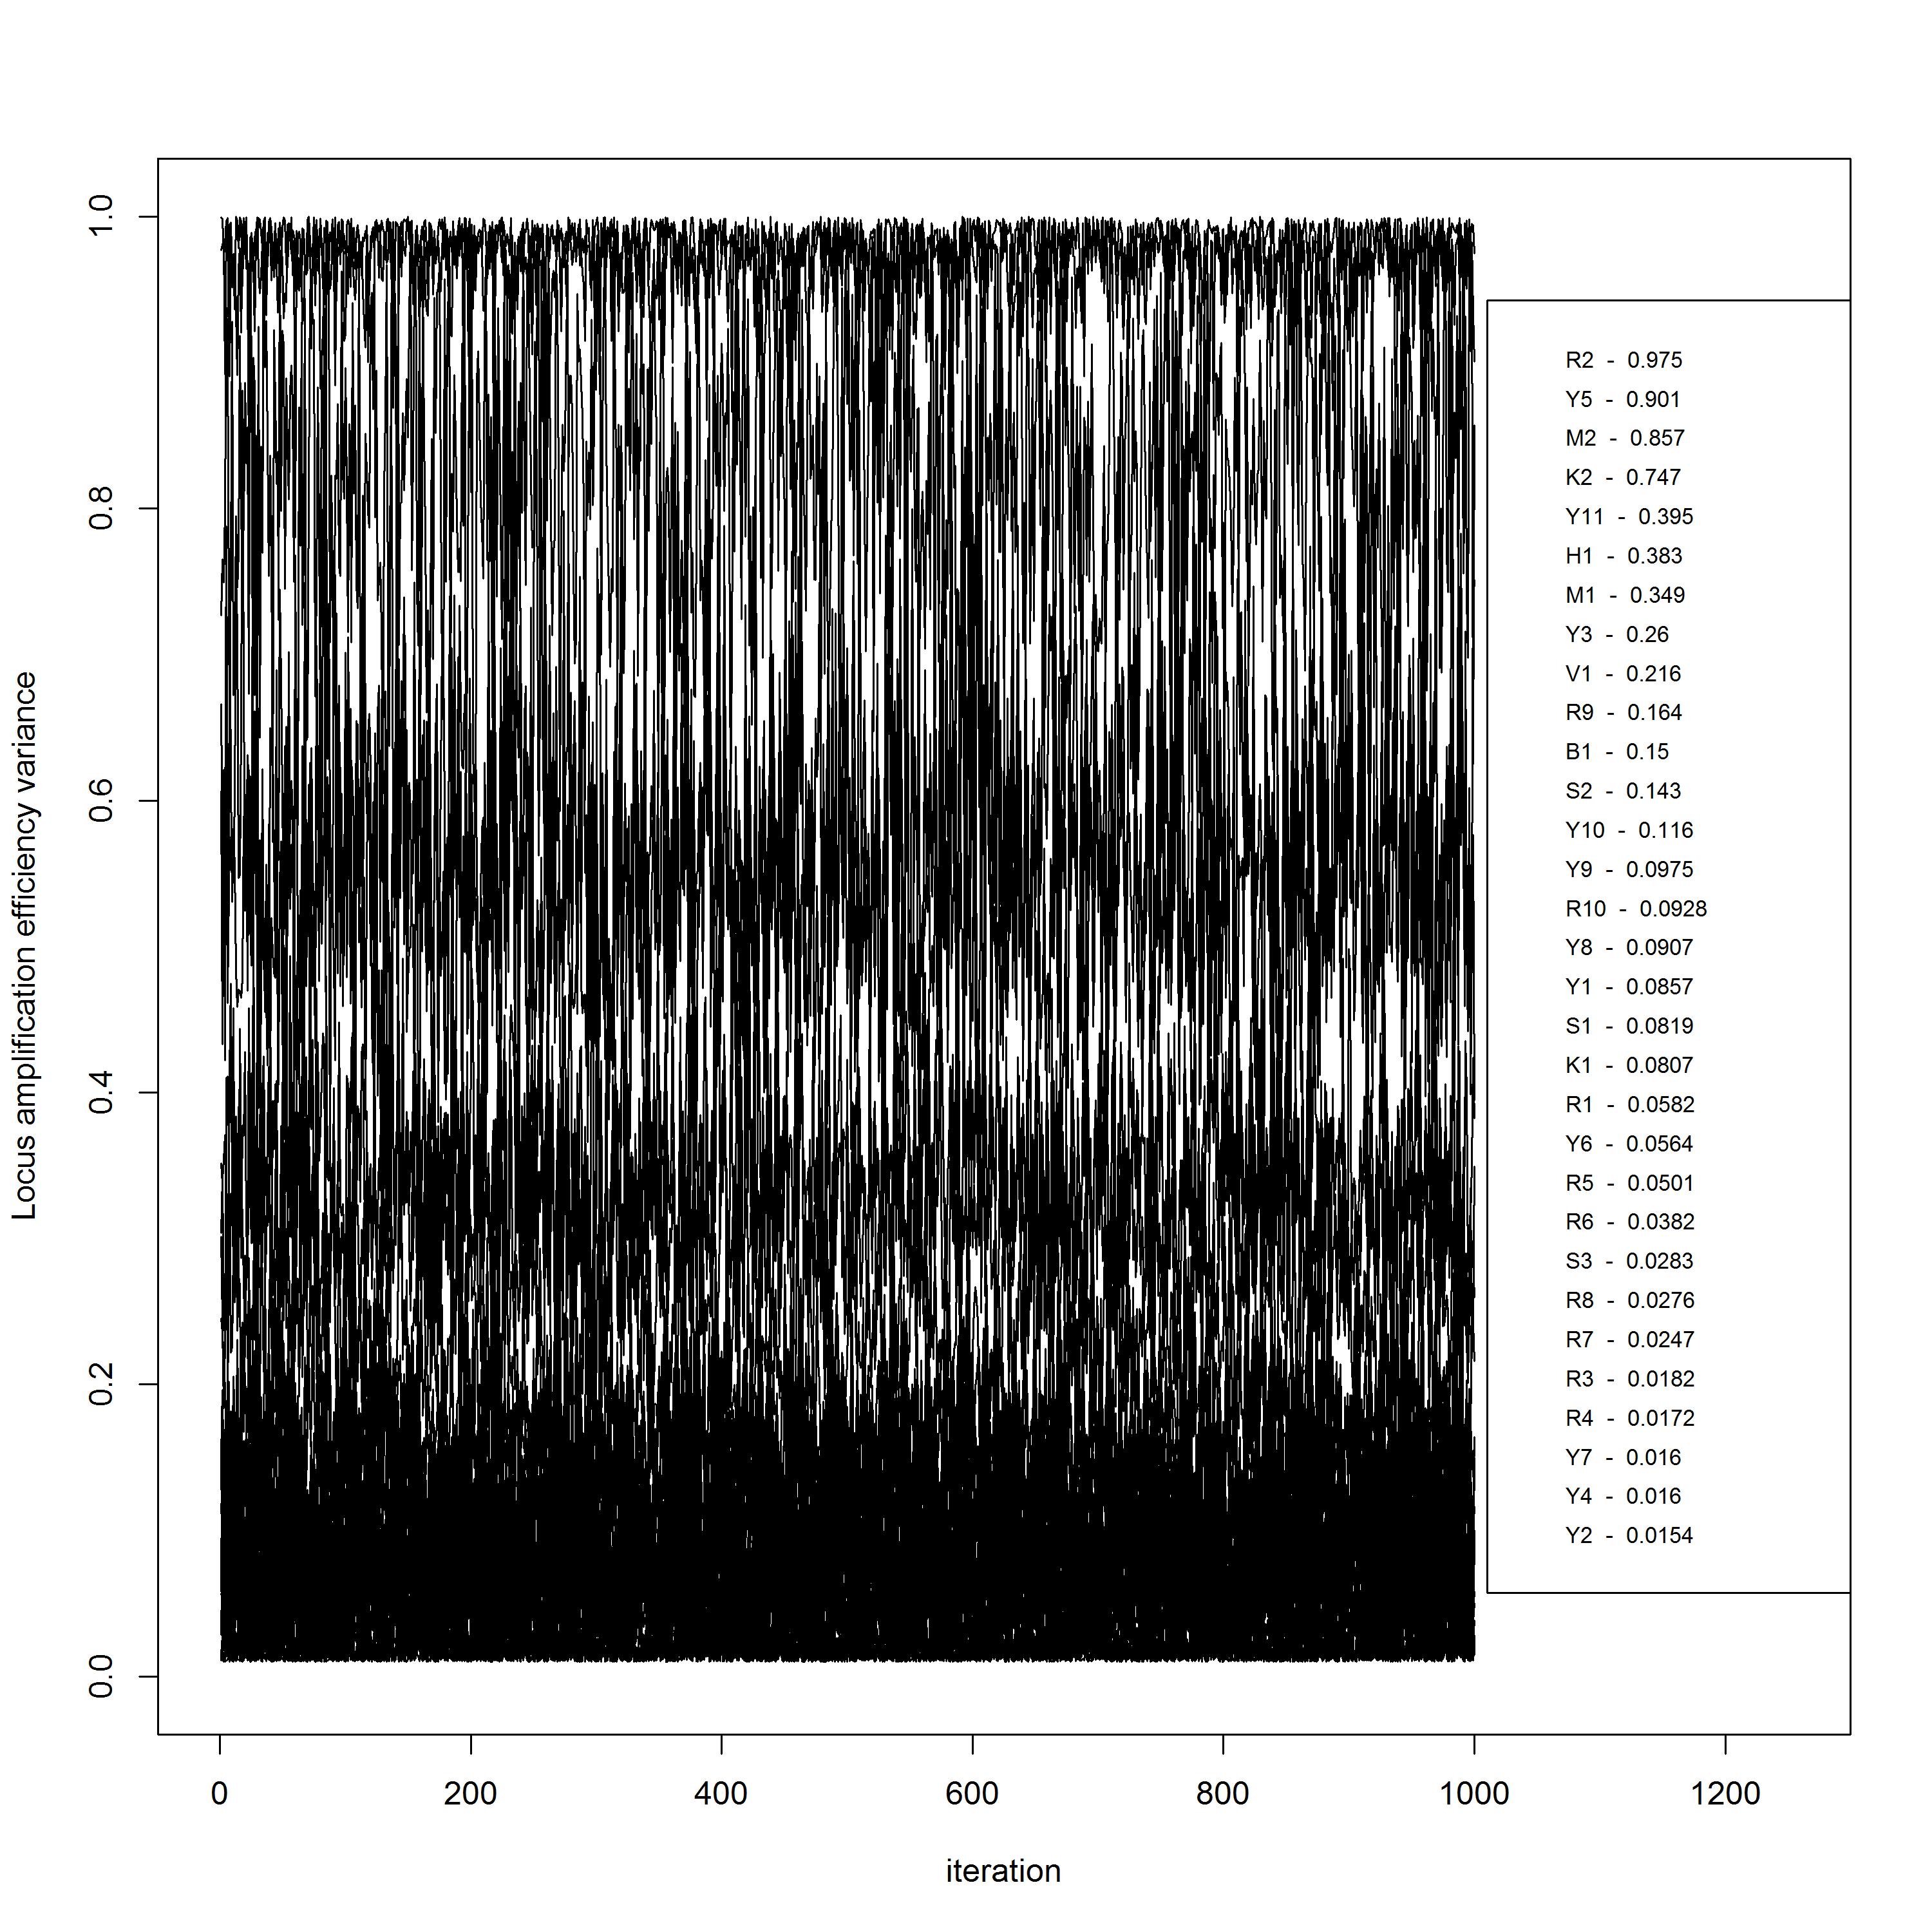 Locus amplification efficiency variance
1.0
0.8
0.6
0.4
0.2
0.0
R2 - 0.975
Y5 - 0.901
M2 - 0.857
K2 - 0.747
Y11 - 0.395
H1 - 0.383
M1 - 0.349
Y3 - 0.26
V1 - 0.216
R9 - 0.164
B1 - 0.15
S2 - 0.143
Y10 - 0.116
Y9 - 0.0975
R10 - 0.0928
Y8 - 0.0907
Y1 - 0.0857
S1 - 0.0819
K1 - 0.0807
R1 - 0.0582
Y6 - 0.0564
R5 - 0.0501
R6 - 0.0382
S3 - 0.0283
R8 - 0.0276
R7 - 0.0247
R3 - 0.0182
R4 - 0.0172
Y7 - 0.016
Y4 - 0.016
Y2 - 0.0154
0 200 400 600 800 1000 1200
iteration